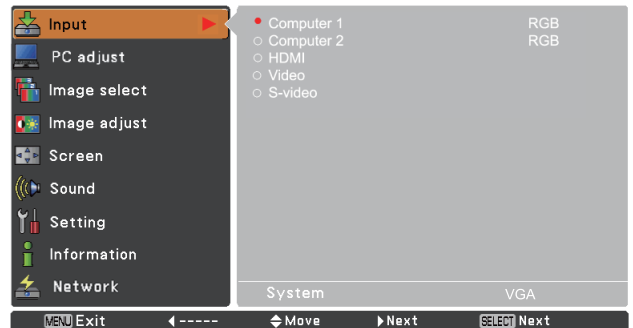 Input
PC adjust
Image select
Image adjust
Screen
Sound
Setting
Information
Network
Computer 1 RGB
Computer 2 RGB
HDMI
Video
S-video
System VGA
MENU Exit ◀ ----- Move ▶ Next SELECT Next